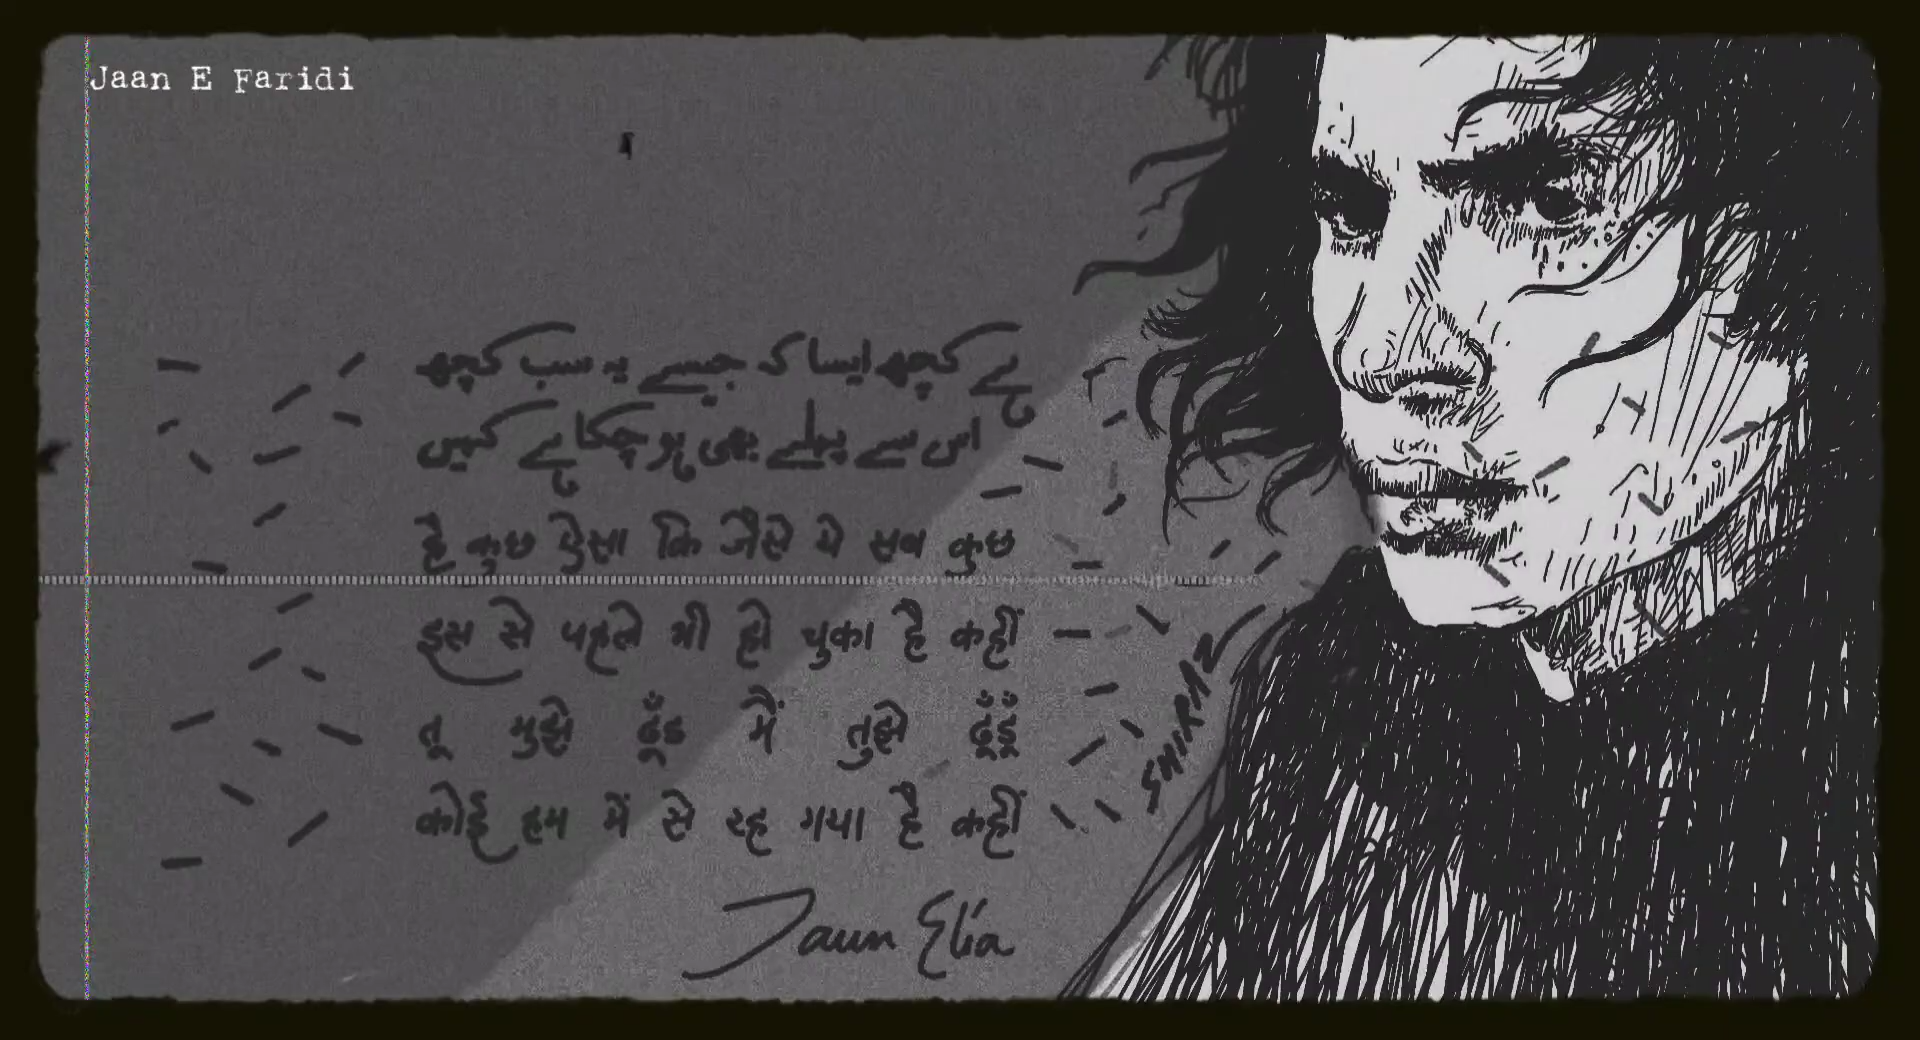 Jaan E Faridi
ہے کچھ ایسا کہ جیسے یہ سب کچھ
اس سے پہلے بھی ہو چکا ہے کہیں
है कुछ ऐसा कि जैसे ये सब कुछ
इस से पहले भी हो चुका है कहीं
तू मुझे ढूँड मैं तुझे ढूँडूँ
कोई हम में से रह गया है कहीं
Jaun Elia
SHIRAZ